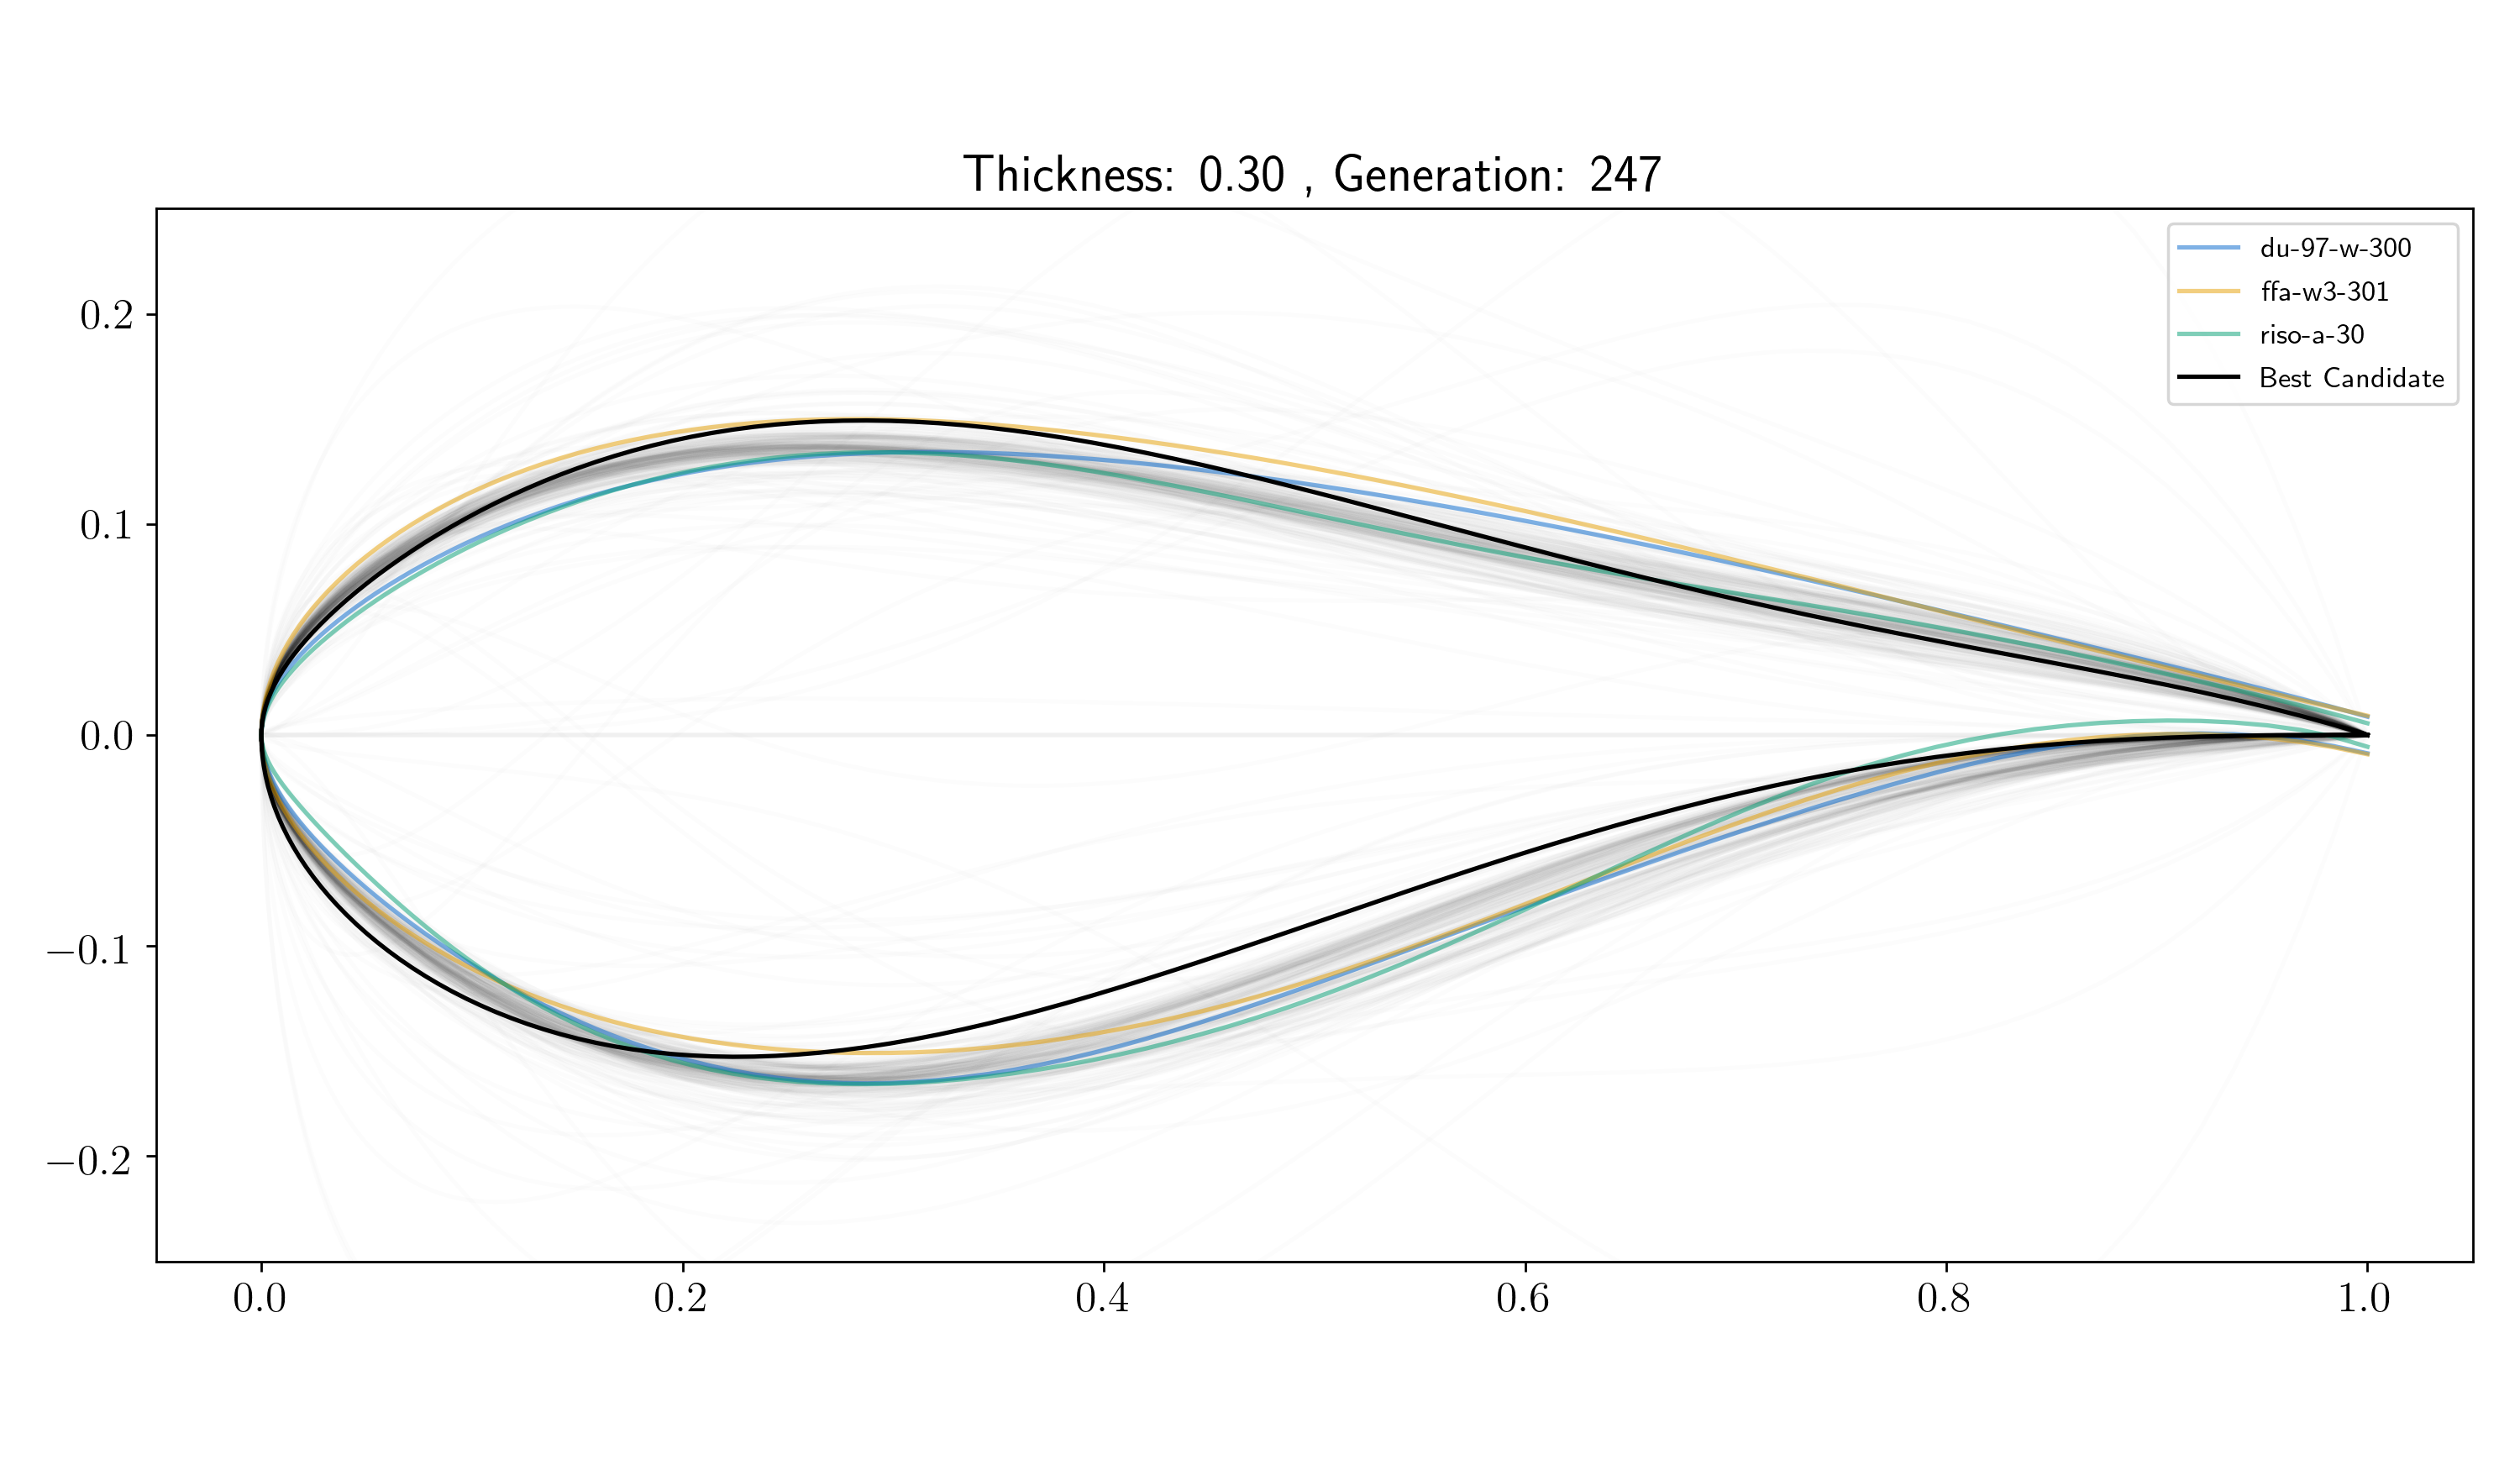 Thickness: 0.30 , Generation: 247
du-97-w-300
ffa-w3-301
riso-a-30
Best Candidate
0.2
0.1
0.0
−0.1
−0.2
0.0 0.2 0.4 0.6 0.8 1.0